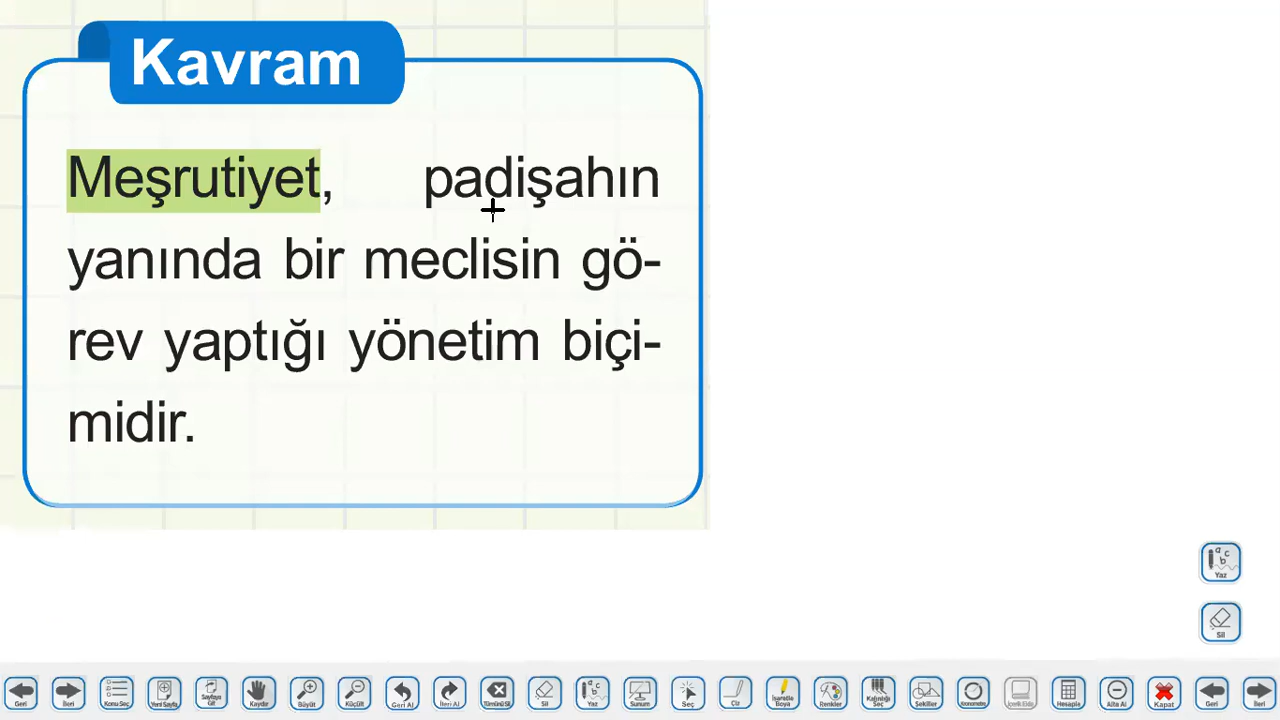 Kavram
Meşrutiyet, padişahın
yanında bir meclisin gö-
rev yaptığı yönetim biçi-
midir.
a c
b
Yaz
Sil
Geri
İleri
Konu Seç
Yeni Sayfa
Sayfaya Git
Kaydır
Büyüt
Küçült
Geri Al
İleri Al
Tümünü Sil
Sil
Yaz
Sunum
Seç
Çiz
İşaretle Boya
Renkler
Kalınlığı Seç
Şekiller
Hesapla
Alta Al
Kapat
Geri
İleri